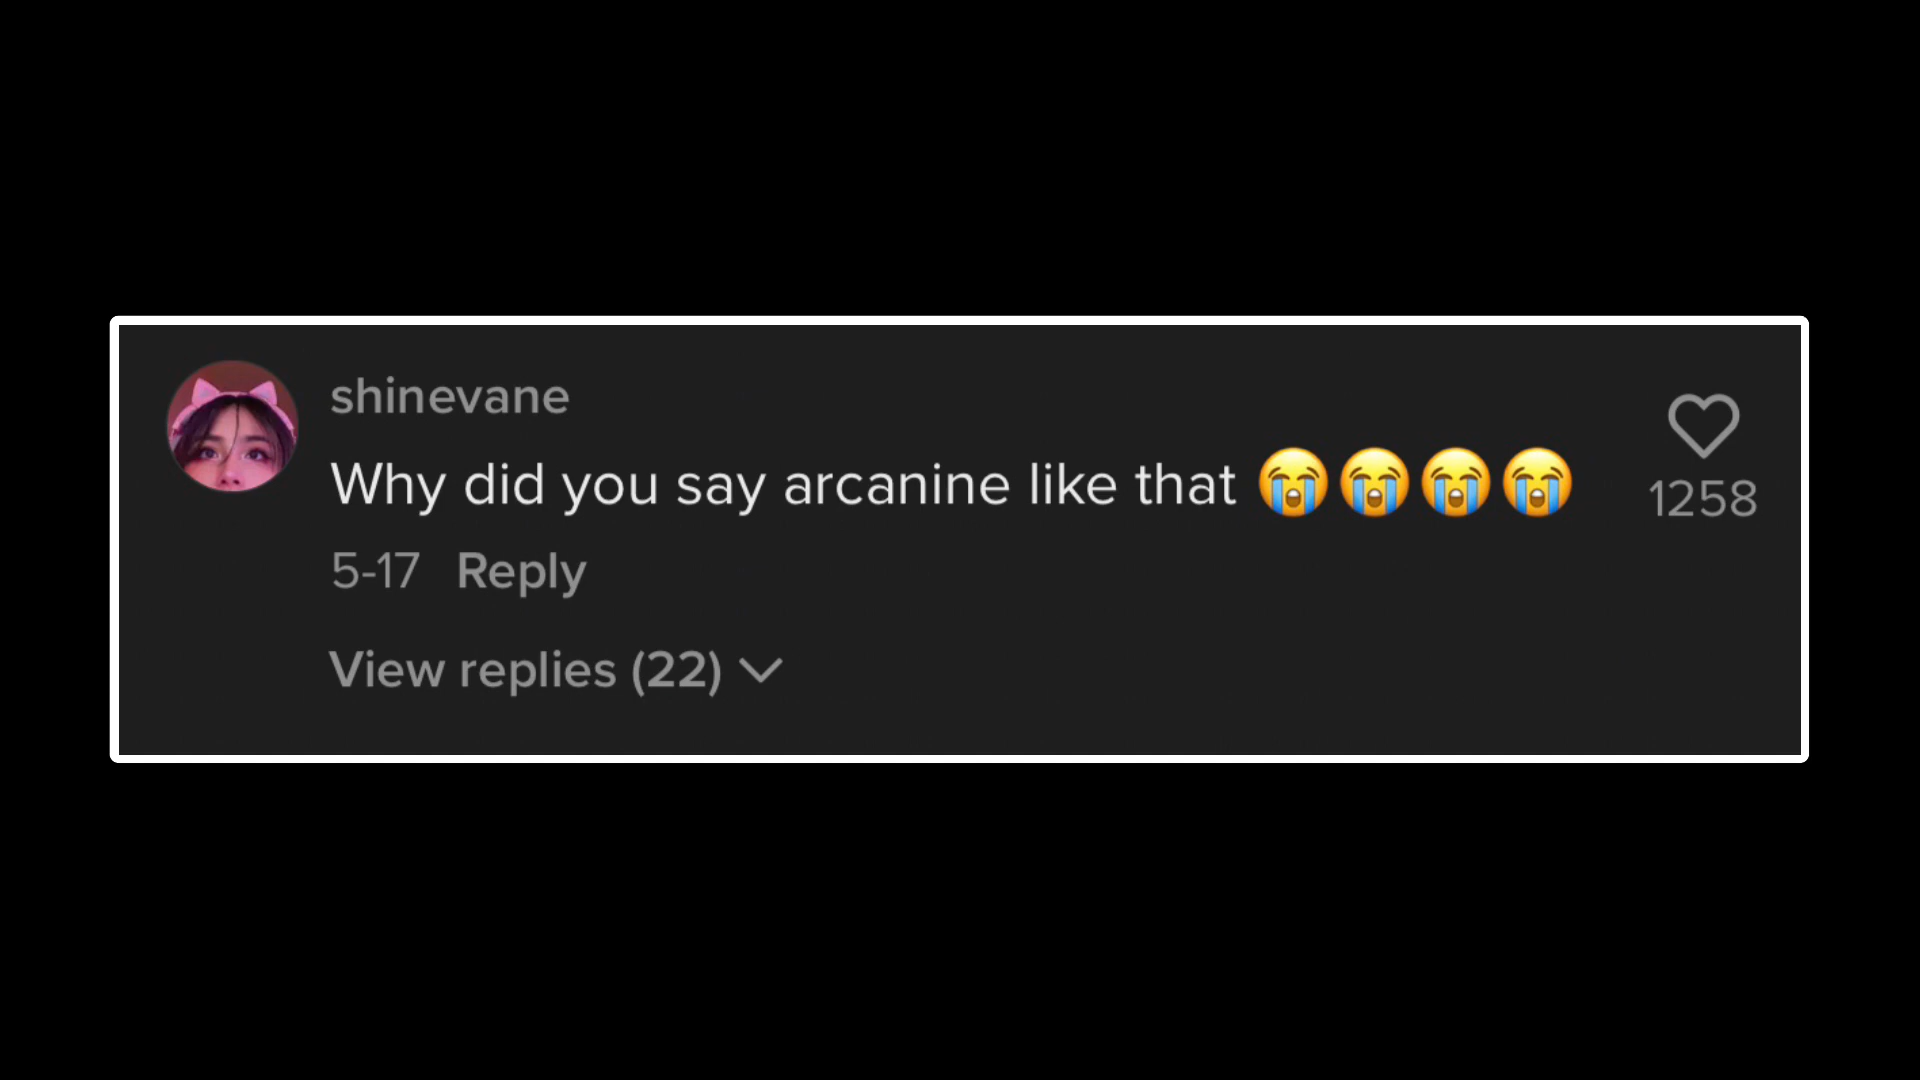 shinevane
Why did you say arcanine like that 😭😭😭😭
1258
5-17 Reply
View replies (22)